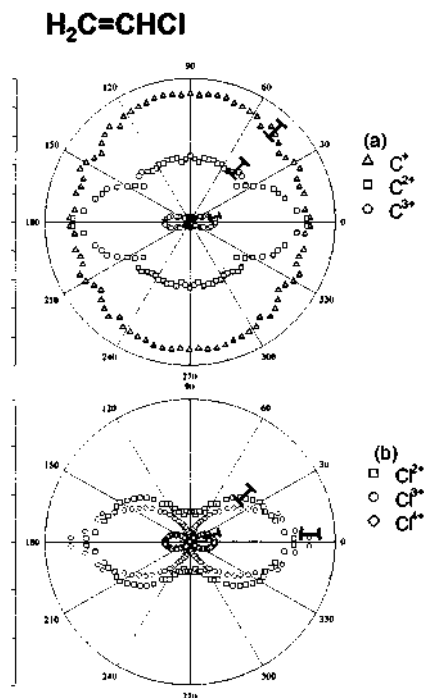 H₂C=CHCl
90
120 60
150 30
(a)
△ C⁺
□ C²⁺
○ C³⁺
180 0
210 330
240 300
270
90
120 60
150 30
(b)
□ Cl²⁺
○ Cl³⁺
◇ Cl⁴⁺
180 0
210 330
240 300
270